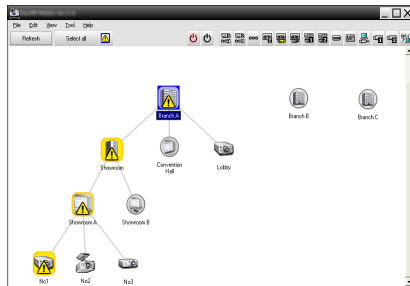 File Edit View Tool Help
Refresh Select all
Branch A
Branch B
Branch C
Showroom
Convention
Hall
Lobby
Showroom A
Showroom B
No1
No2
No3